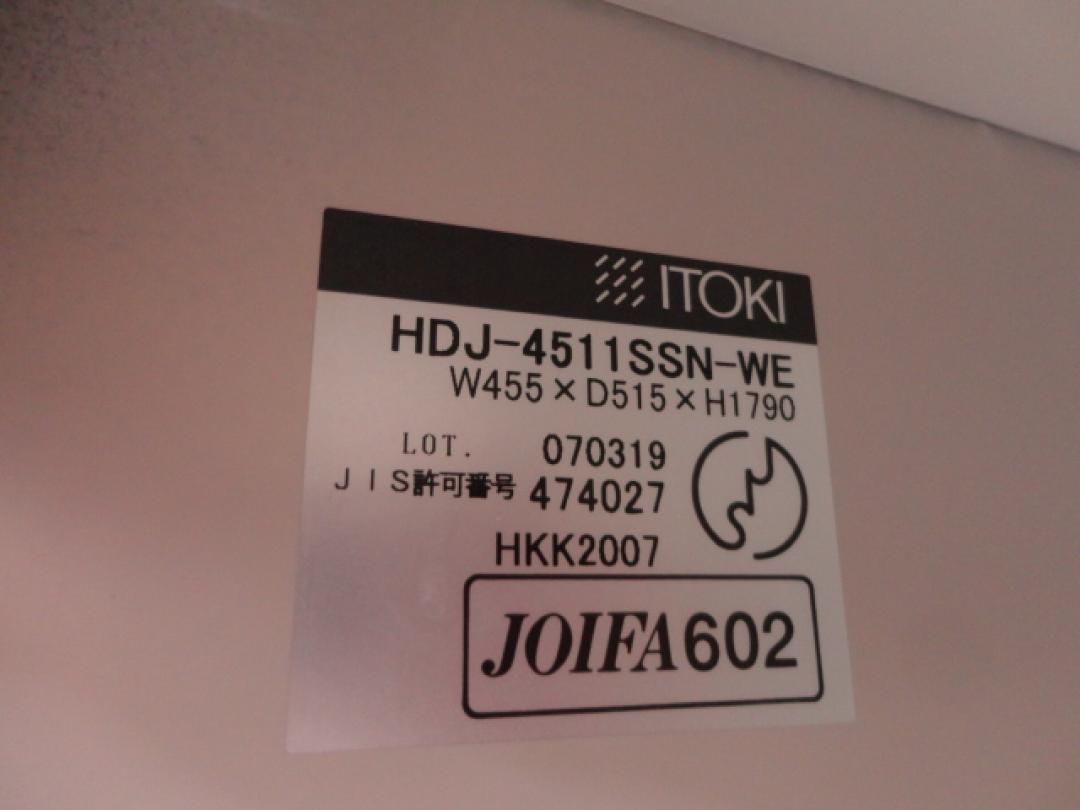 ITOKI
HDJ-4511SSN-WE
W455×D515×H1790
LOT. 070319
JIS許可番号 474027
HKK2007
JOIFA602